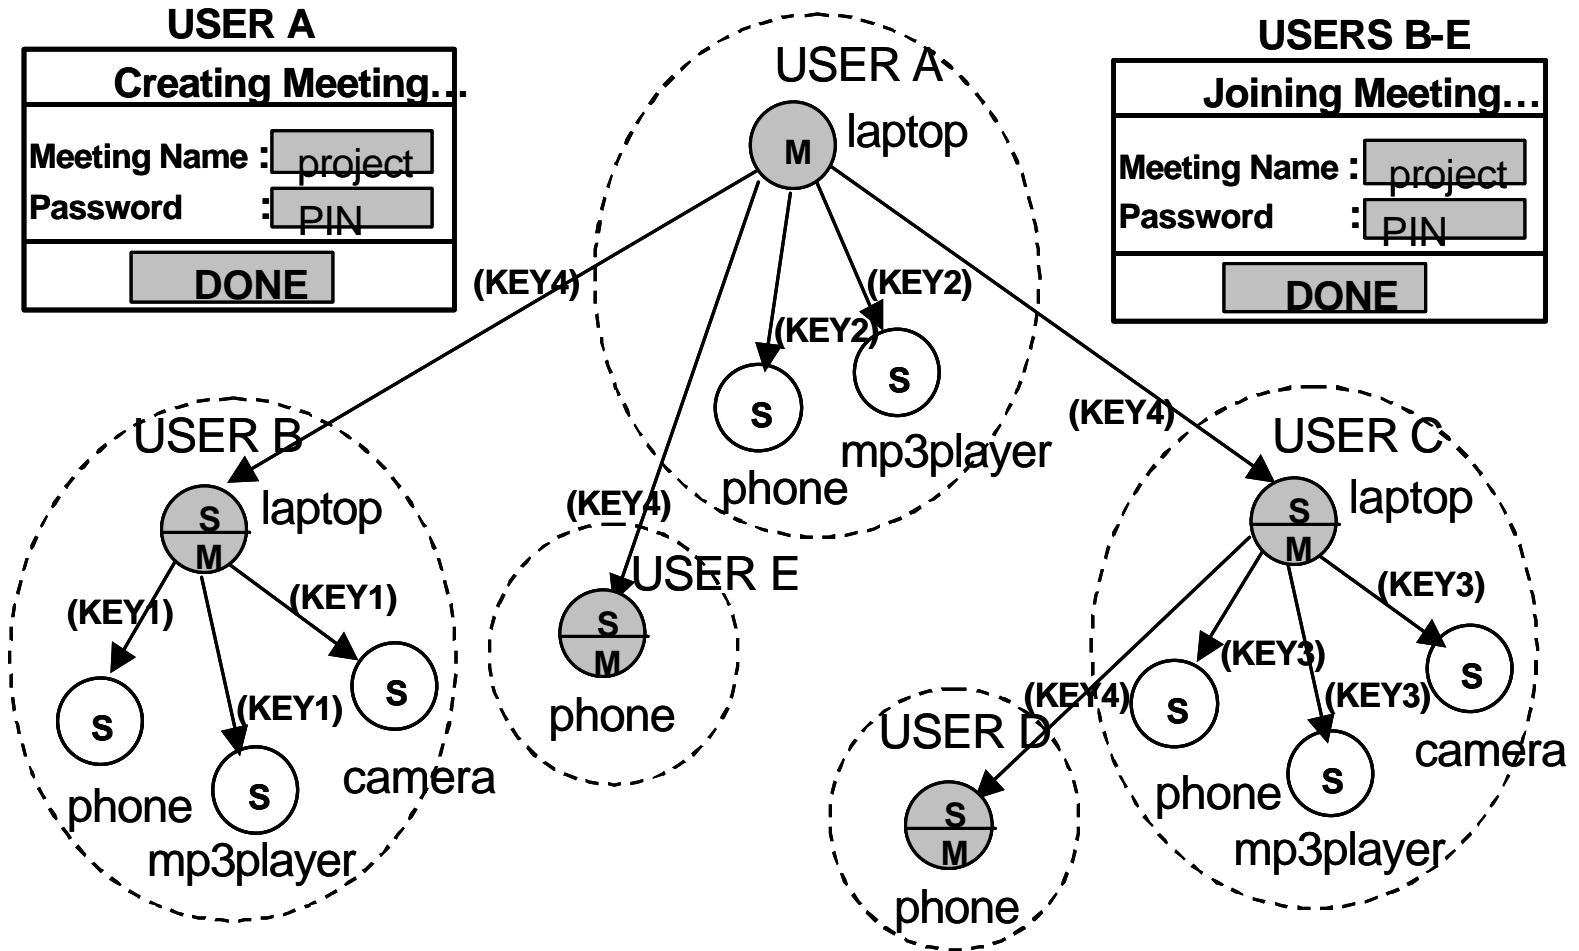 USER A
Creating Meeting...
Meeting Name : project
Password : PIN
DONE
USERS B-E
Joining Meeting...
Meeting Name : project
Password : PIN
DONE
USER A
M
laptop
(KEY4)
(KEY2)
(KEY2)
S
S
mp3player
phone
(KEY4)
(KEY4)
USER B
S
M
laptop
(KEY1)
(KEY1)
(KEY1)
S
S
S
phone
camera
mp3player
USER E
S
M
phone
USER C
S
M
laptop
(KEY3)
(KEY3)
(KEY3)
(KEY4)
S
S
S
camera
phone
mp3player
USER D
S
M
phone